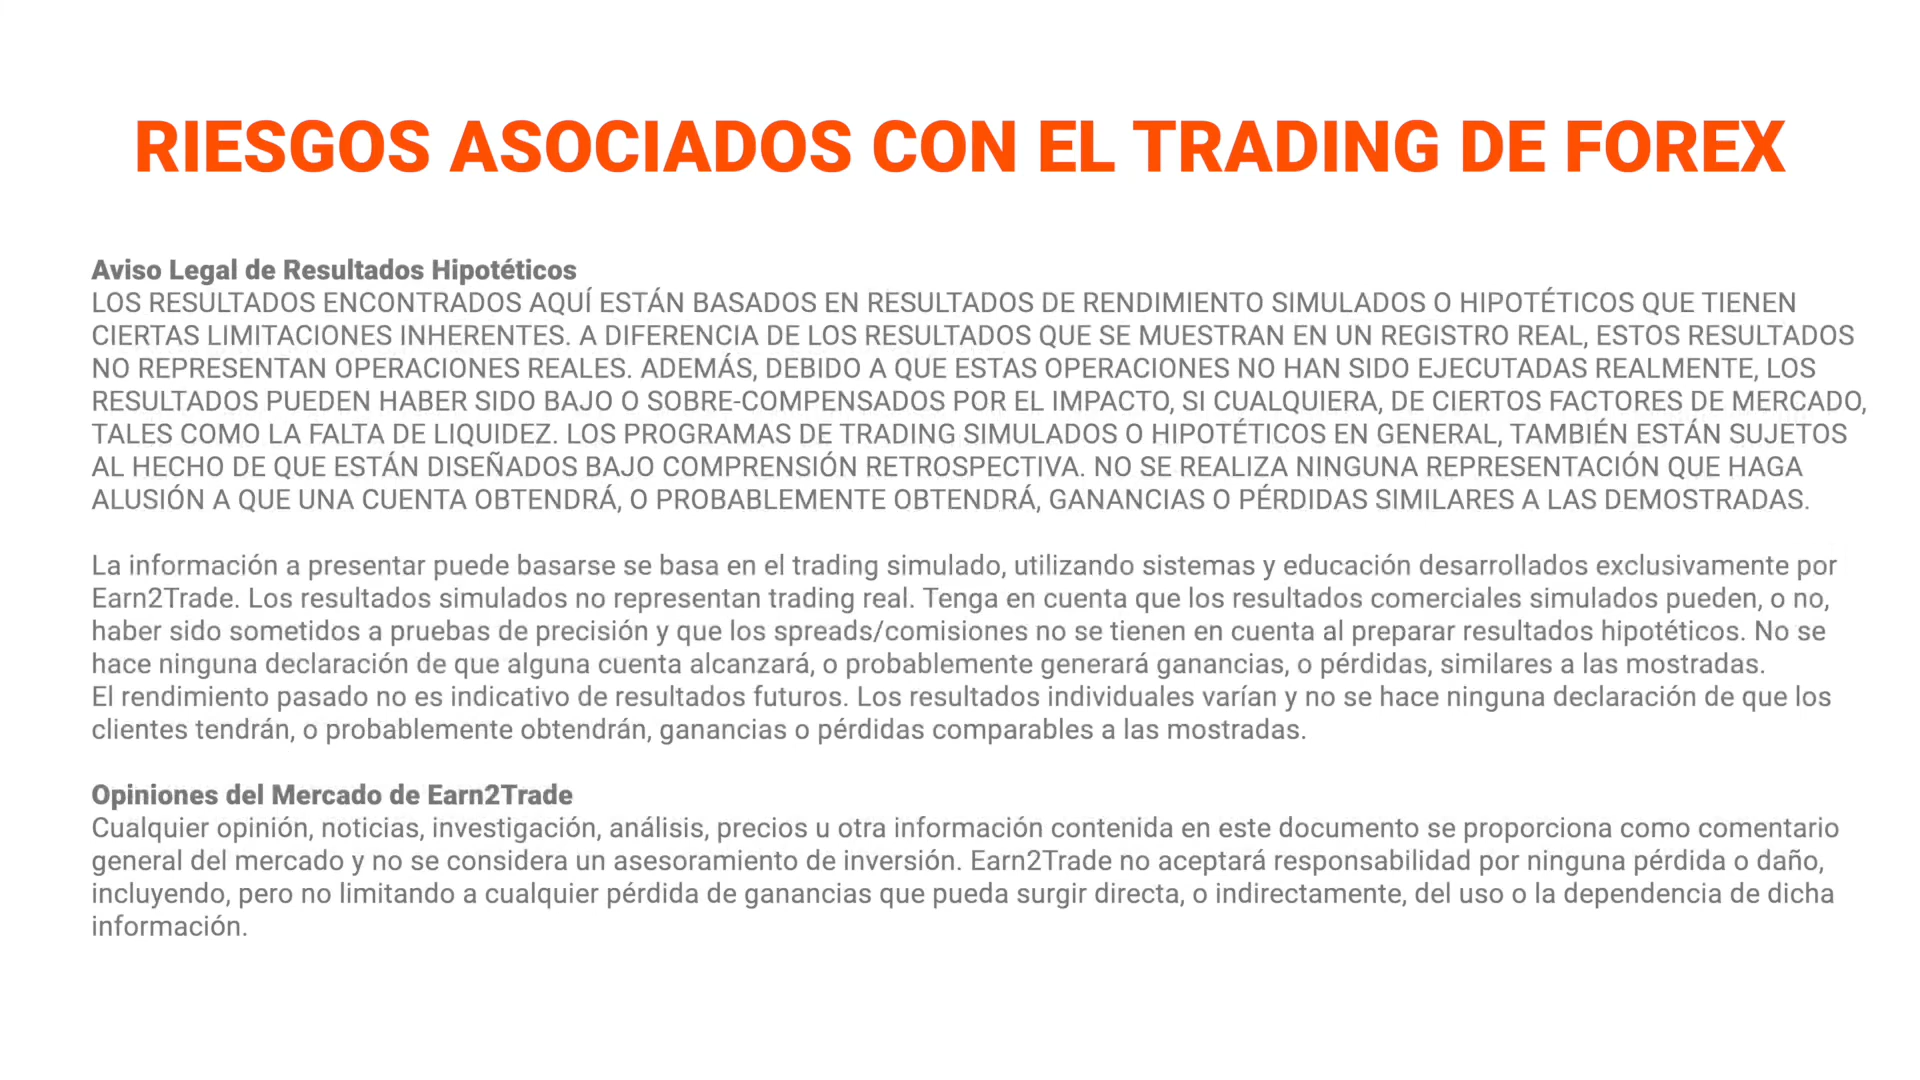 RIESGOS ASOCIADOS CON EL TRADING DE FOREX
Aviso Legal de Resultados Hipotéticos
LOS RESULTADOS ENCONTRADOS AQUÍ ESTÁN BASADOS EN RESULTADOS DE RENDIMIENTO SIMULADOS O HIPOTÉTICOS QUE TIENEN
CIERTAS LIMITACIONES INHERENTES. A DIFERENCIA DE LOS RESULTADOS QUE SE MUESTRAN EN UN REGISTRO REAL, ESTOS RESULTADOS
NO REPRESENTAN OPERACIONES REALES. ADEMÁS, DEBIDO A QUE ESTAS OPERACIONES NO HAN SIDO EJECUTADAS REALMENTE, LOS
RESULTADOS PUEDEN HABER SIDO BAJO O SOBRE-COMPENSADOS POR EL IMPACTO, SI CUALQUIERA, DE CIERTOS FACTORES DE MERCADO,
TALES COMO LA FALTA DE LIQUIDEZ. LOS PROGRAMAS DE TRADING SIMULADOS O HIPOTÉTICOS EN GENERAL, TAMBIÉN ESTÁN SUJETOS
AL HECHO DE QUE ESTÁN DISEÑADOS BAJO COMPRENSIÓN RETROSPECTIVA. NO SE REALIZA NINGUNA REPRESENTACIÓN QUE HAGA
ALUSIÓN A QUE UNA CUENTA OBTENDRÁ, O PROBABLEMENTE OBTENDRÁ, GANANCIAS O PÉRDIDAS SIMILARES A LAS DEMOSTRADAS.
La información a presentar puede basarse se basa en el trading simulado, utilizando sistemas y educación desarrollados exclusivamente por
Earn2Trade. Los resultados simulados no representan trading real. Tenga en cuenta que los resultados comerciales simulados pueden, o no,
haber sido sometidos a pruebas de precisión y que los spreads/comisiones no se tienen en cuenta al preparar resultados hipotéticos. No se
hace ninguna declaración de que alguna cuenta alcanzará, o probablemente generará ganancias, o pérdidas, similares a las mostradas.
El rendimiento pasado no es indicativo de resultados futuros. Los resultados individuales varían y no se hace ninguna declaración de que los
clientes tendrán, o probablemente obtendrán, ganancias o pérdidas comparables a las mostradas.
Opiniones del Mercado de Earn2Trade
Cualquier opinión, noticias, investigación, análisis, precios u otra información contenida en este documento se proporciona como comentario
general del mercado y no se considera un asesoramiento de inversión. Earn2Trade no aceptará responsabilidad por ninguna pérdida o daño,
incluyendo, pero no limitando a cualquier pérdida de ganancias que pueda surgir directa, o indirectamente, del uso o la dependencia de dicha
información.